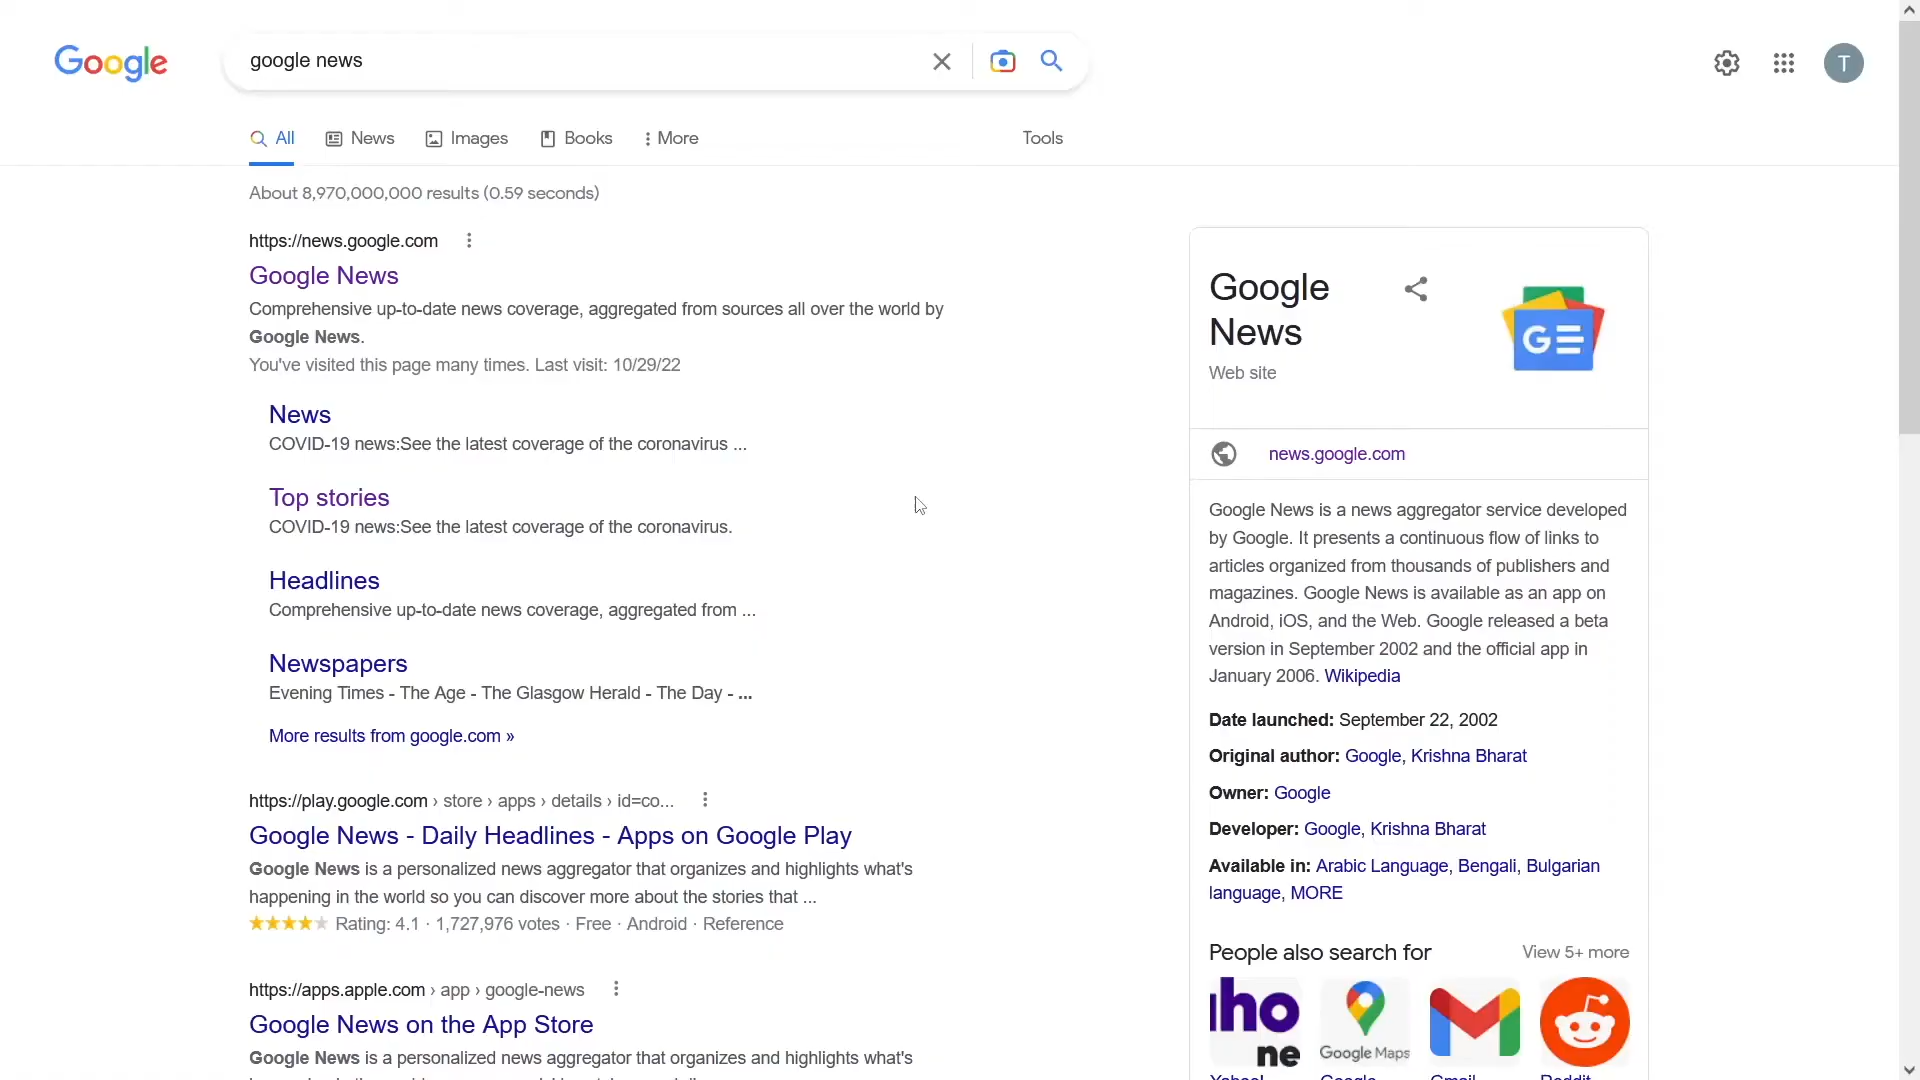 Google
google news
T
All
News
Images
Books
More
Tools
About 8,970,000,000 results (0.59 seconds)
https://news.google.com
Google News
Comprehensive up-to-date news coverage, aggregated from sources all over the world by
Google News.
You've visited this page many times. Last visit: 10/29/22
News
COVID-19 news:See the latest coverage of the coronavirus ...
Top stories
COVID-19 news:See the latest coverage of the coronavirus.
Headlines
Comprehensive up-to-date news coverage, aggregated from ...
Newspapers
Evening Times - The Age - The Glasgow Herald - The Day - ...
More results from google.com »
https://play.google.com › store › apps › details › id=co...
Google News - Daily Headlines - Apps on Google Play
Google News is a personalized news aggregator that organizes and highlights what's
happening in the world so you can discover more about the stories that ...
Rating: 4.1 · 1,727,976 votes · Free · Android · Reference
https://apps.apple.com › app › google-news
Google News on the App Store
Google News is a personalized news aggregator that organizes and highlights what's
Google
News
Web site
GE
news.google.com
Google News is a news aggregator service developed
by Google. It presents a continuous flow of links to
articles organized from thousands of publishers and
magazines. Google News is available as an app on
Android, iOS, and the Web. Google released a beta
version in September 2002 and the official app in
January 2006. Wikipedia
Date launched: September 22, 2002
Original author: Google, Krishna Bharat
Owner: Google
Developer: Google, Krishna Bharat
Available in: Arabic Language, Bengali, Bulgarian
language, MORE
People also search for
View 5+ more
ho
ne
Google Maps
Yahoo!
Google
Gmail
Reddit